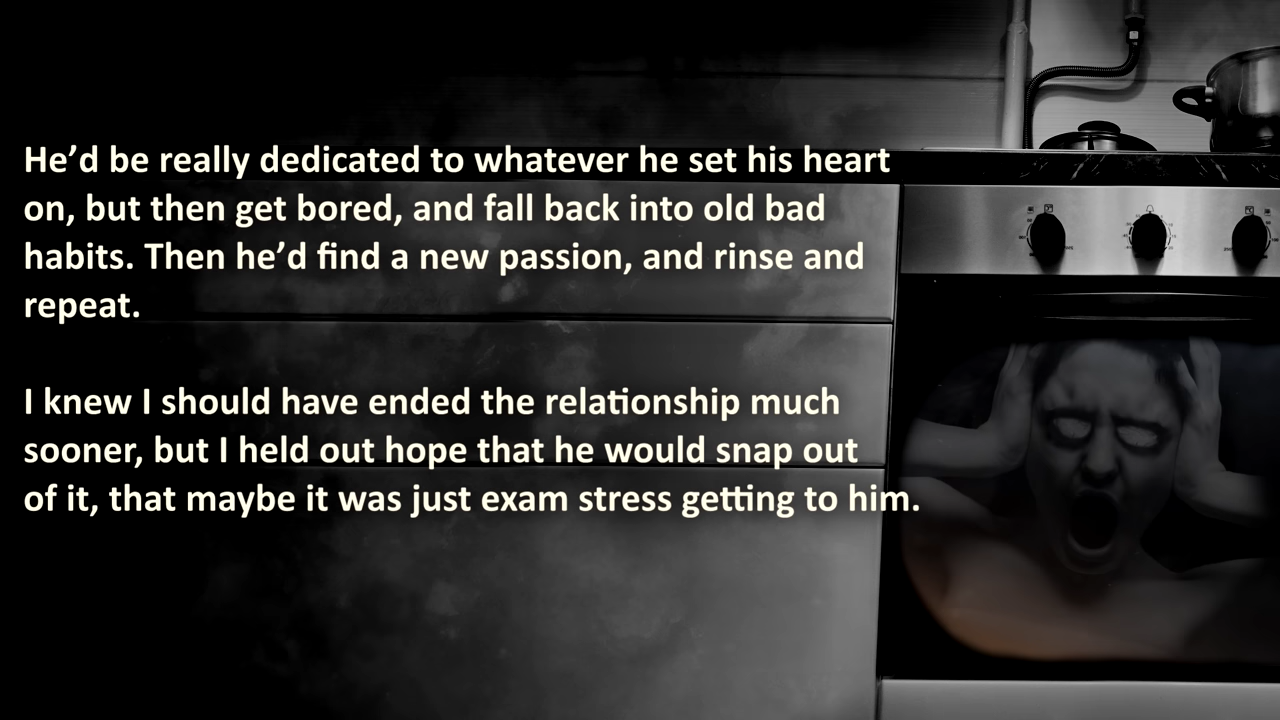 He’d be really dedicated to whatever he set his heart
on, but then get bored, and fall back into old bad
habits. Then he’d find a new passion, and rinse and
repeat.
I knew I should have ended the relationship much
sooner, but I held out hope that he would snap out
of it, that maybe it was just exam stress getting to him.